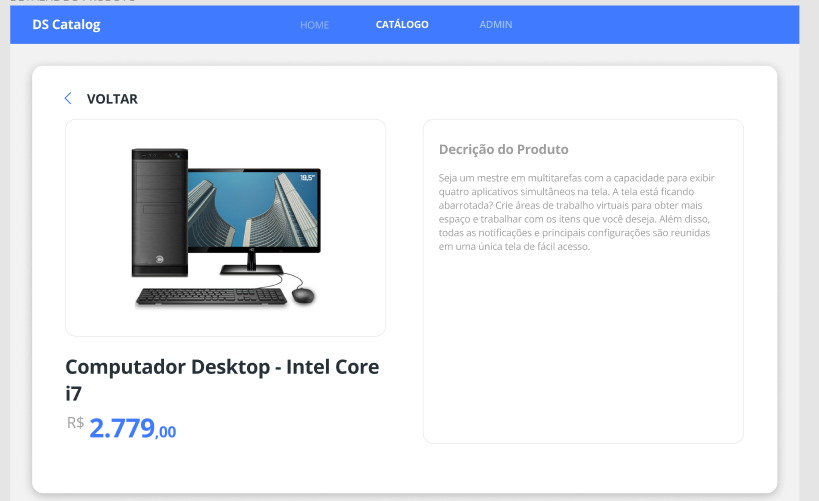 DS Catalog
HOME
CATÁLOGO
ADMIN
VOLTAR
19,5"
Decrição do Produto
Seja um mestre em multitarefas com a capacidade para exibir
quatro aplicativos simultâneos na tela. A tela está ficando
abarrotada? Crie áreas de trabalho virtuais para obter mais
espaço e trabalhar com os itens que você deseja. Além disso,
todas as notificações e principais configurações são reunidas
em uma única tela de fácil acesso.
Computador Desktop - Intel Core
i7
R$ 2.779,00